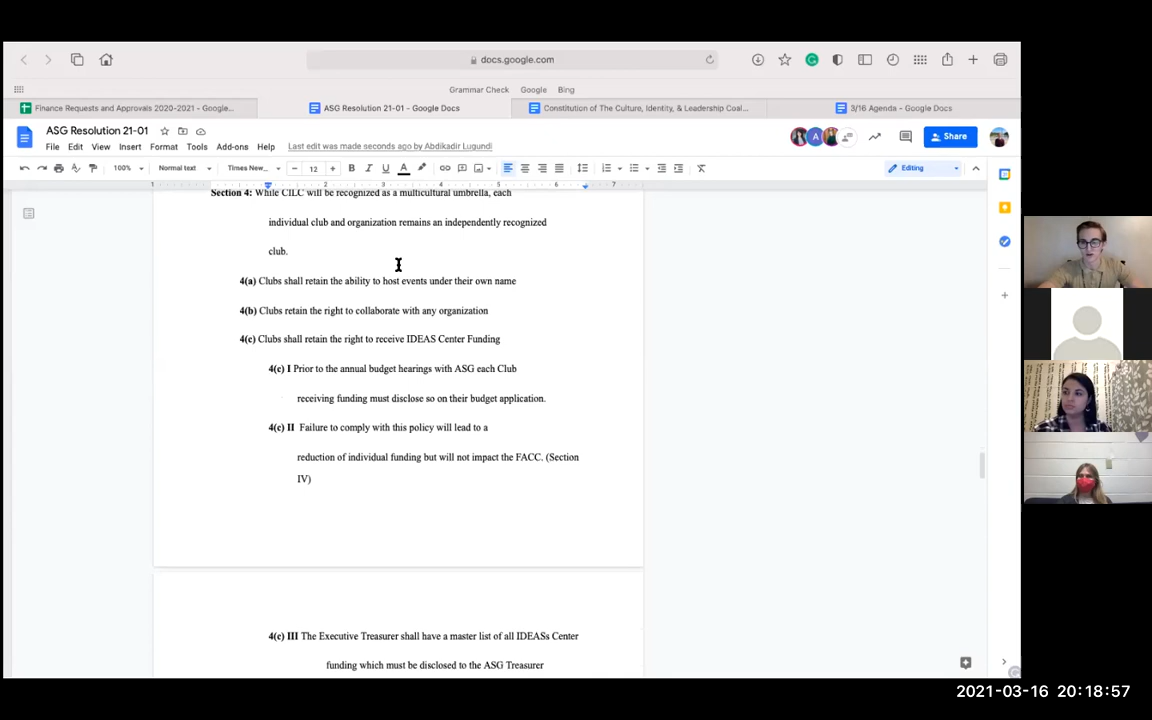 docs.google.com
Grammar Check Google Bing
Finance Requests and Approvals 2020-2021 - Google...
ASG Resolution 21-01 - Google Docs
Constitution of The Culture, Identity, & Leadership Coal...
3/16 Agenda - Google Docs
ASG Resolution 21-01
File Edit View Insert Format Tools Add-ons Help
Last edit was made seconds ago by Abdikadir Lugundi
A
Share
100% Normal text Times New... 12 B I U A Editing
1 1 2 3 4 5 6 7
Section 4: While CILC will be recognized as a multicultural umbrella, each
individual club and organization remains an independently recognized
club.
4(a) Clubs shall retain the ability to host events under their own name
4(b) Clubs retain the right to collaborate with any organization
4(c) Clubs shall retain the right to receive IDEAS Center Funding
4(c) I Prior to the annual budget hearings with ASG each Club
receiving funding must disclose so on their budget application.
4(c) II Failure to comply with this policy will lead to a
reduction of individual funding but will not impact the FACC. (Section
IV)
4(c) III The Executive Treasurer shall have a master list of all IDEASs Center
funding which must be disclosed to the ASG Treasurer
2021-03-16 20:18:57